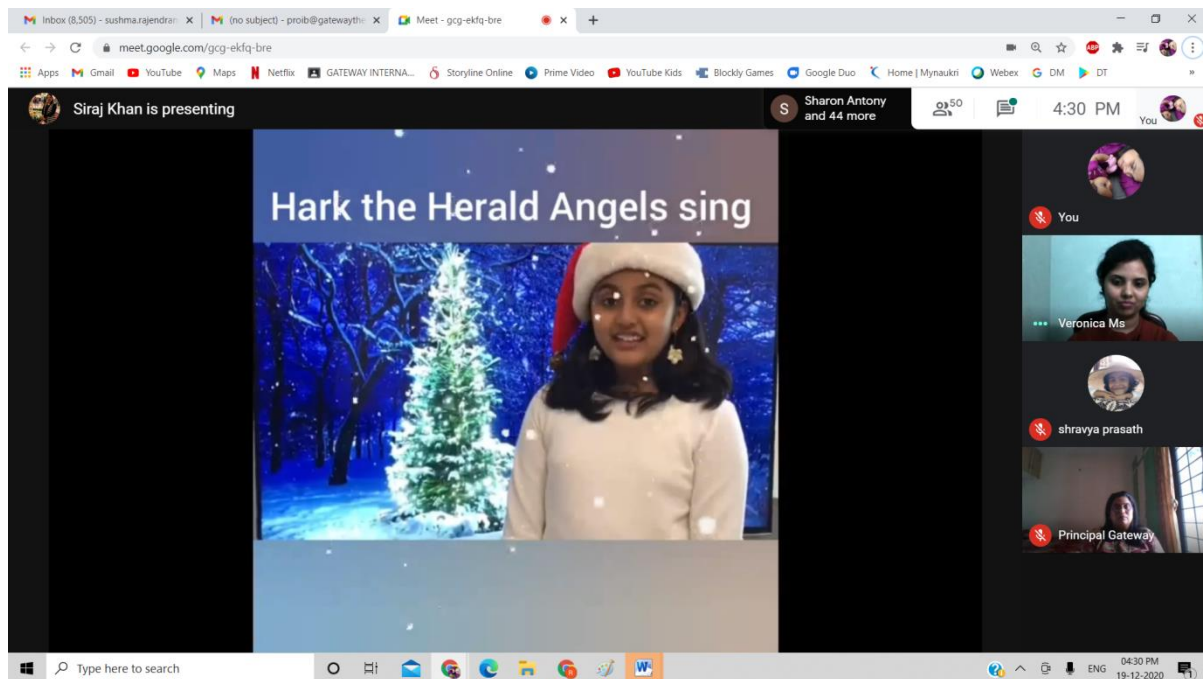 Inbox (8,505) - sushma.rajendran
(no subject) - proib@gatewaythe
Meet - gcg-ekfq-bre
meet.google.com/gcg-ekfq-bre
Apps Gmail YouTube Maps Netflix GATEWAY INTERNA... Storyline Online Prime Video YouTube Kids Blockly Games Google Duo Home | Mynaukri Webex DM DT »
Siraj Khan is presenting
S
Sharon Antony
and 44 more
50
4:30 PM
You
Hark the Herald Angels sing
You
Veronica Ms
shravya prasath
Principal Gateway
Type here to search
ENG
04:30 PM
19-12-2020